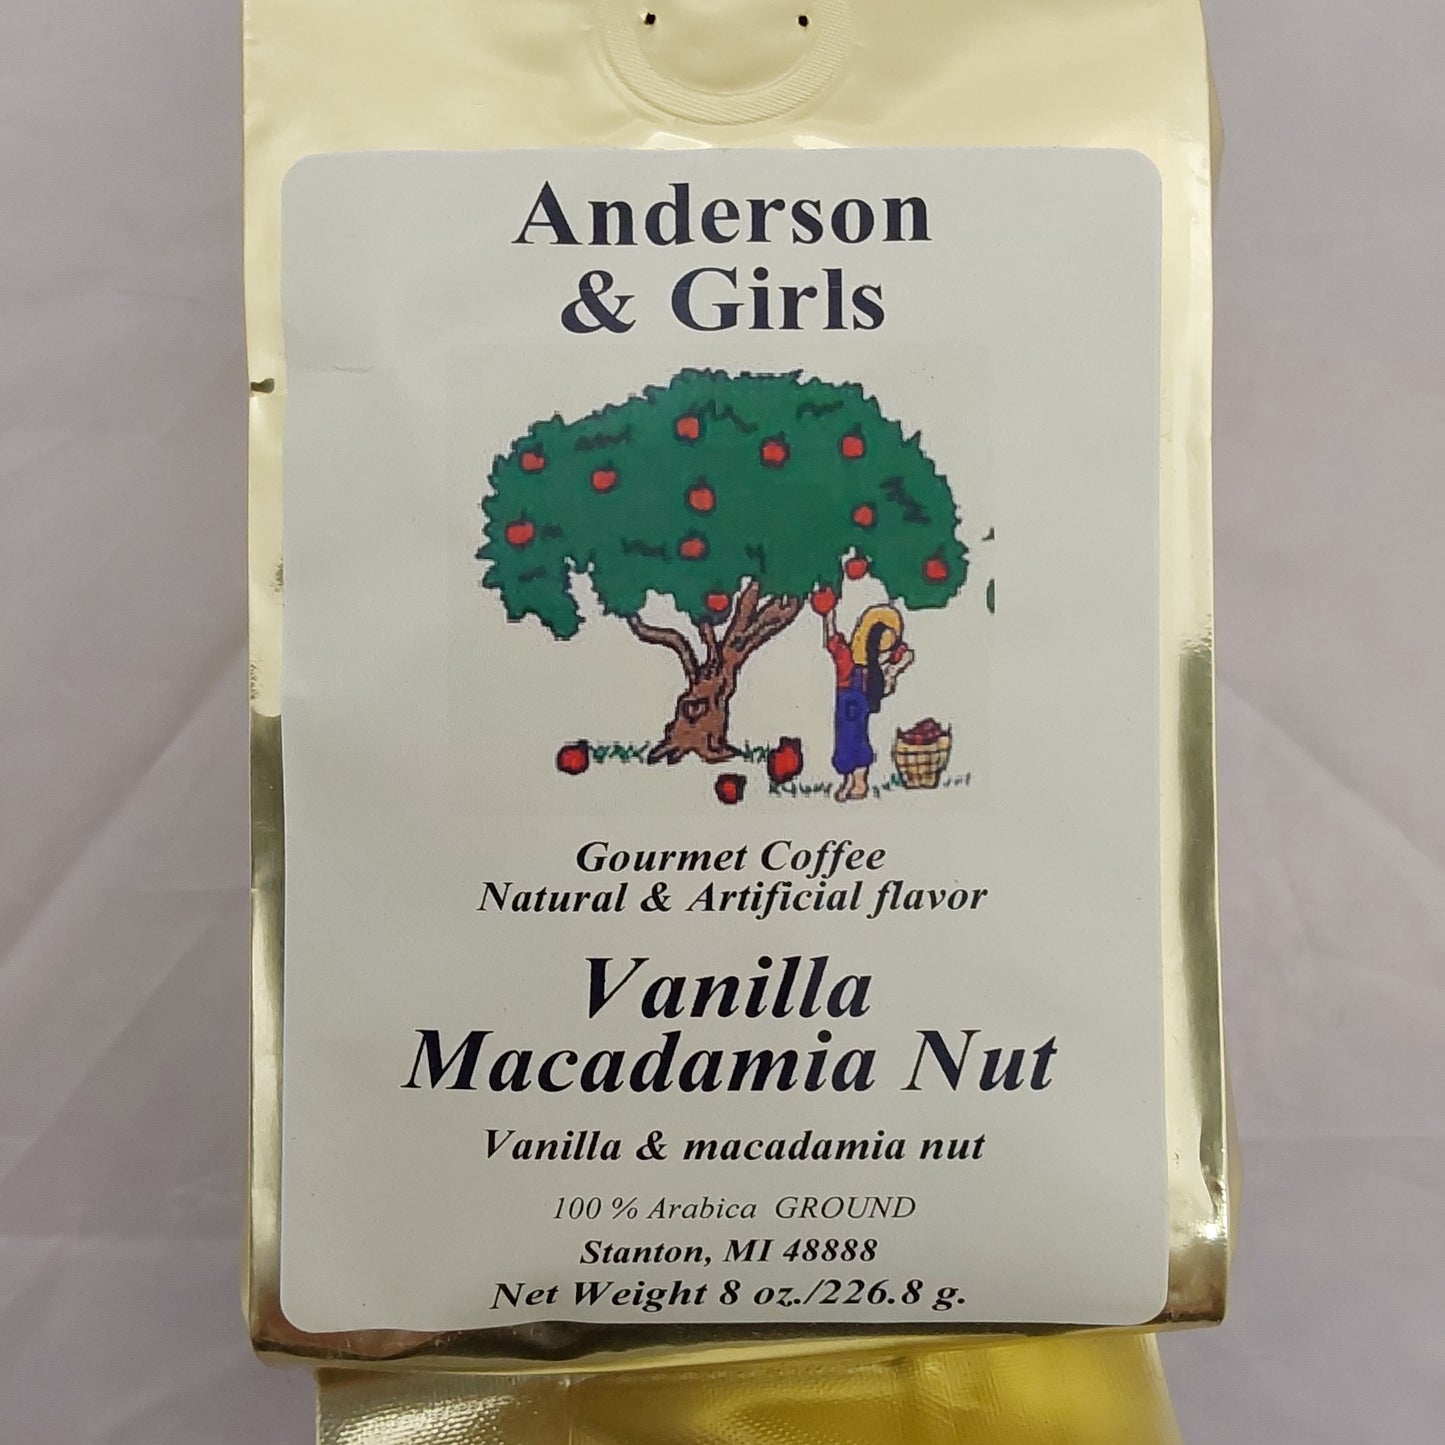 Anderson
& Girls
Gourmet Coffee
Natural & Artificial flavor
Vanilla
Macadamia Nut
Vanilla & macadamia nut
100 % Arabica GROUND
Stanton, MI 48888
Net Weight 8 oz./226.8 g.